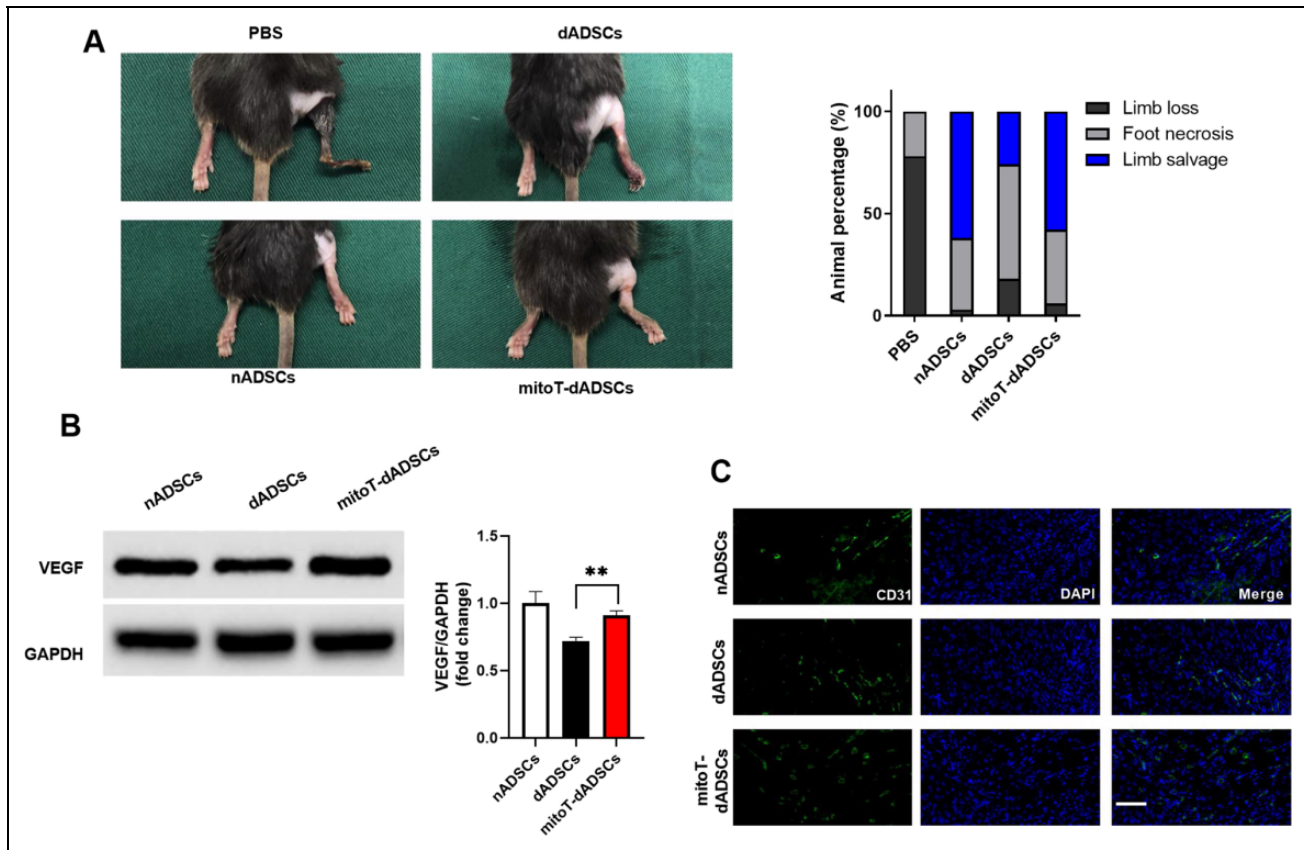 A
PBS
dADSCs
nADSCs
mitoT-dADSCs
Animal percentage (%)
100
50
0
PBS
nADSCs
dADSCs
mitoT-dADSCs
Limb loss
Foot necrosis
Limb salvage
B
nADSCs
dADSCs
mitoT-dADSCs
VEGF
GAPDH
VEGF/GAPDH
(fold change)
1.5
1.0
0.5
0.0
**
nADSCs
dADSCs
mitoT-dADSCs
C
nADSCs
CD31
DAPI
Merge
dADSCs
mitoT-
dADSCs